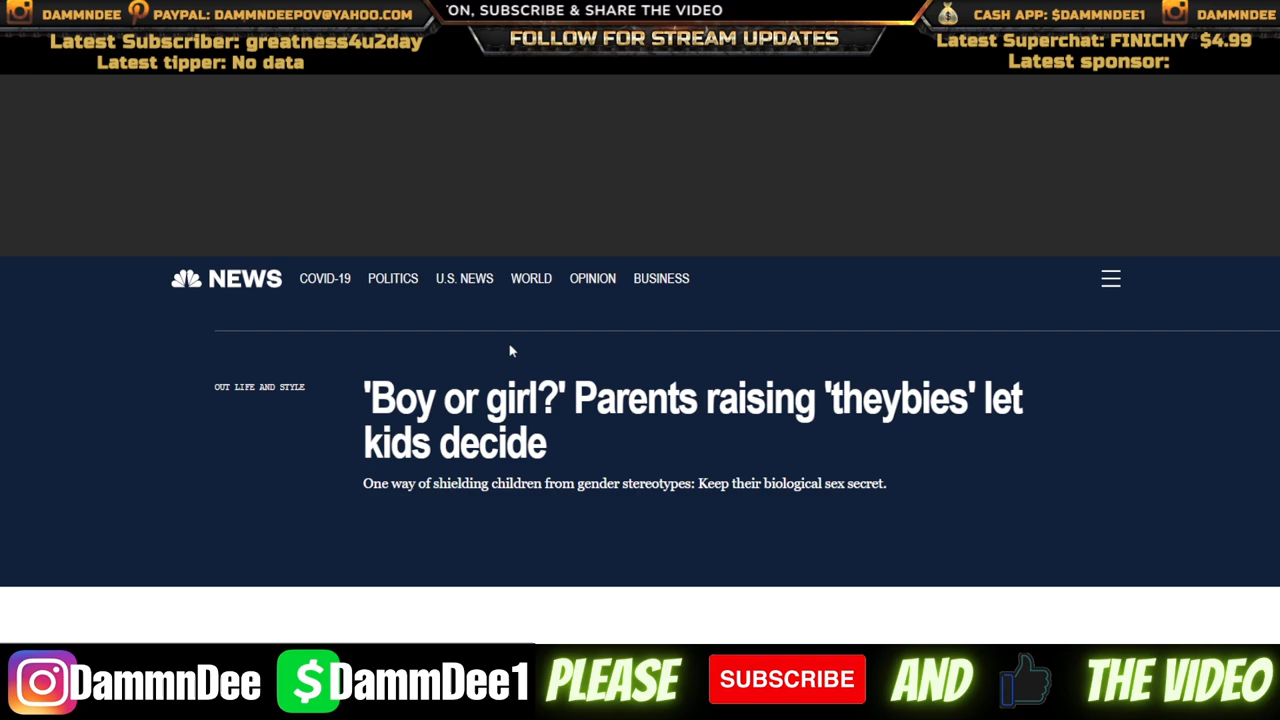 DAMMNDEE PAYPAL: DAMMNDEEPOV@YAHOO.COM
'ON, SUBSCRIBE & SHARE THE VIDEO
CASH APP: $DAMMNDEE1 DAMMNDEE
Latest Subscriber: greatness4u2day
FOLLOW FOR STREAM UPDATES
Latest Superchat: FINICHY $4.99
Latest tipper: No data
Latest sponsor:
NEWS COVID-19 POLITICS U.S. NEWS WORLD OPINION BUSINESS
OUT LIFE AND STYLE
'Boy or girl?' Parents raising 'theybies' let
kids decide
One way of shielding children from gender stereotypes: Keep their biological sex secret.
DammnDee $DammDee1 PLEASE SUBSCRIBE AND THE VIDEO